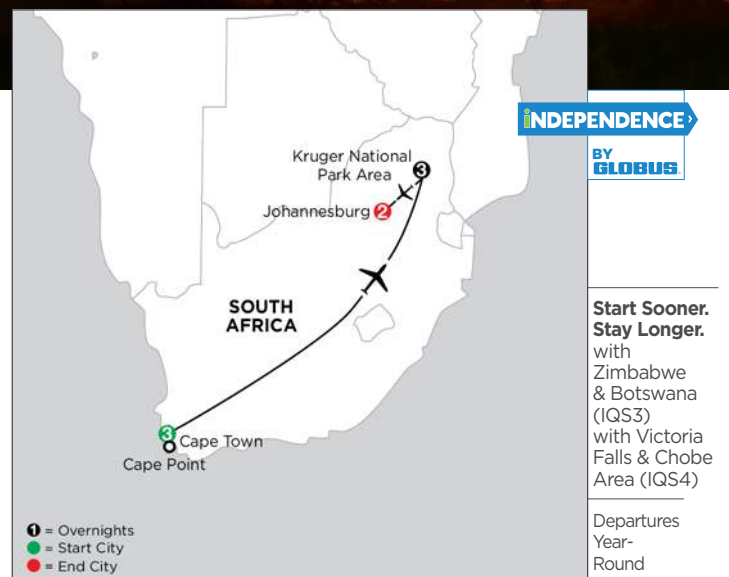 Kruger National
Park Area
3
Johannesburg 2
SOUTH
AFRICA
3 Cape Town
Cape Point
1 = Overnights
= Start City
= End City
iNDEPENDENCE
BY
GLOBUS.
Start Sooner.
Stay Longer.
with
Zimbabwe
& Botswana
(IQS3)
with Victoria
Falls & Chobe
Area (IQS4)
Departures
Year-
Round